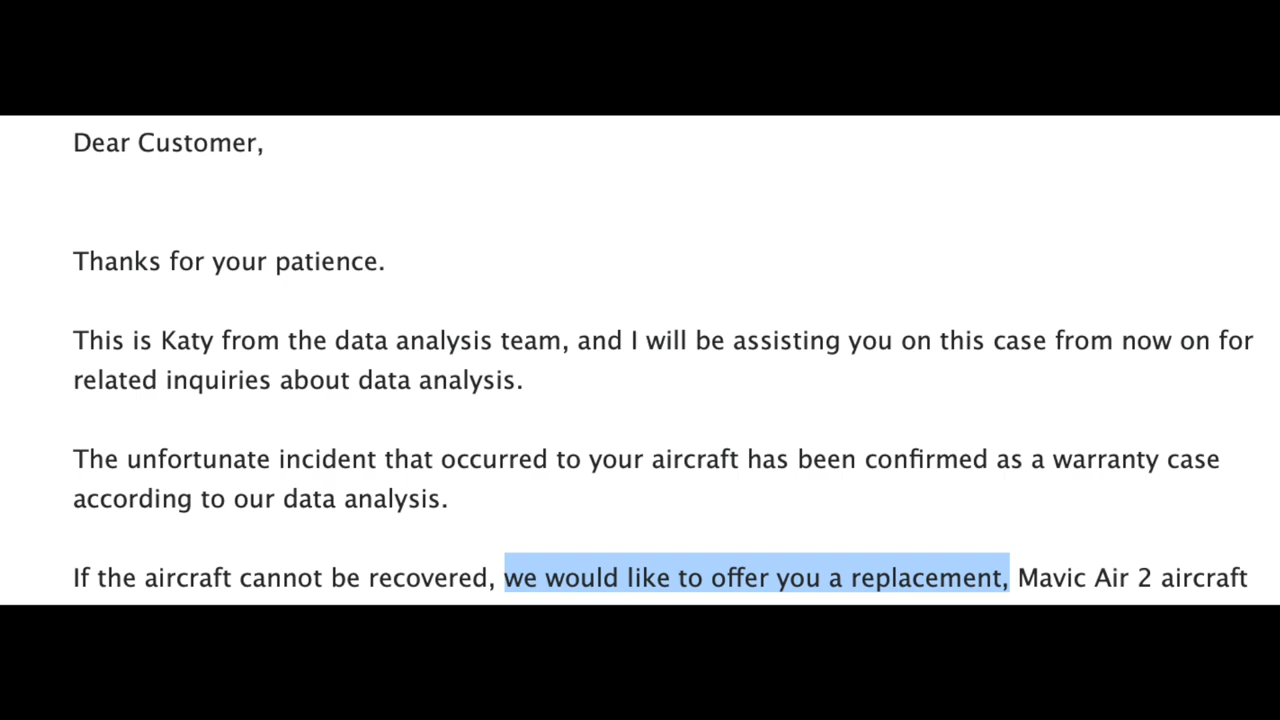 Dear Customer,
Thanks for your patience.
This is Katy from the data analysis team, and I will be assisting you on this case from now on for
related inquiries about data analysis.
The unfortunate incident that occurred to your aircraft has been confirmed as a warranty case
according to our data analysis.
If the aircraft cannot be recovered, we would like to offer you a replacement, Mavic Air 2 aircraft